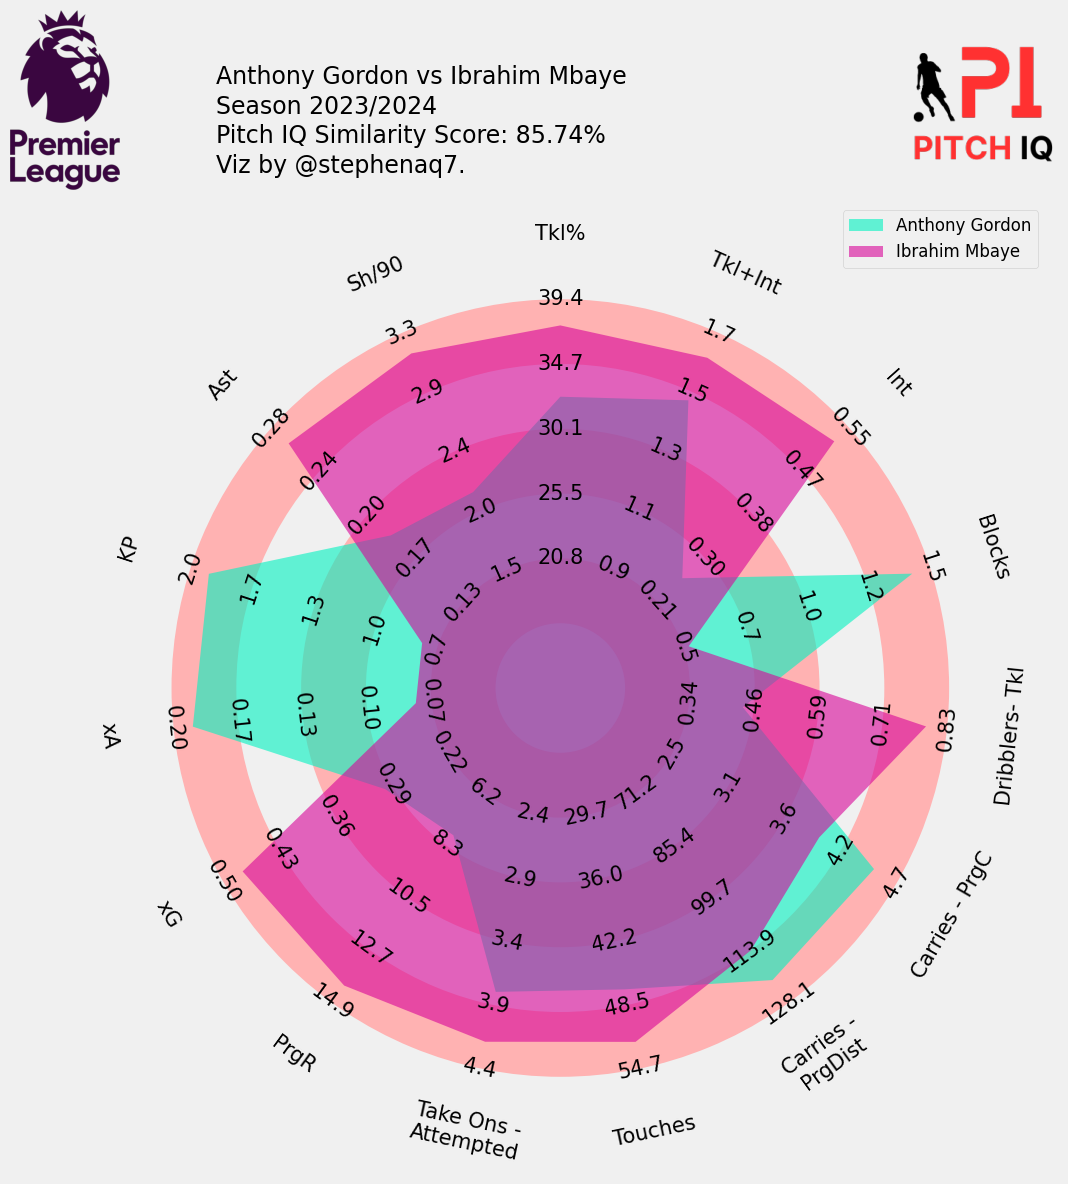 Premier
League
Anthony Gordon vs Ibrahim Mbaye
Season 2023/2024
Pitch IQ Similarity Score: 85.74%
Viz by @stephenaq7.
PI
PITCH IQ
Anthony Gordon
Ibrahim Mbaye
Tkl%
39.4
34.7
30.1
25.5
20.8
Tkl+Int
1.7
1.5
1.3
1.1
0.9
Int
0.55
0.47
0.38
0.30
0.21
Blocks
1.5
1.2
1.0
0.7
0.5
Dribblers- Tkl
0.83
0.71
0.59
0.46
0.34
Carries - PrgC
4.7
4.2
3.6
3.1
2.5
Carries -
PrgDist
128.1
113.9
99.7
85.4
71.2
Touches
54.7
48.5
42.2
36.0
29.7
Take Ons -
Attempted
4.4
3.9
3.4
2.9
2.4
PrgR
14.9
12.7
10.5
8.3
6.2
xG
0.50
0.43
0.36
0.29
0.22
xA
0.20
0.17
0.13
0.10
0.07
KP
2.0
1.7
1.3
1.0
0.7
Ast
0.28
0.24
0.20
0.17
0.13
Sh/90
3.3
2.9
2.4
2.0
1.5